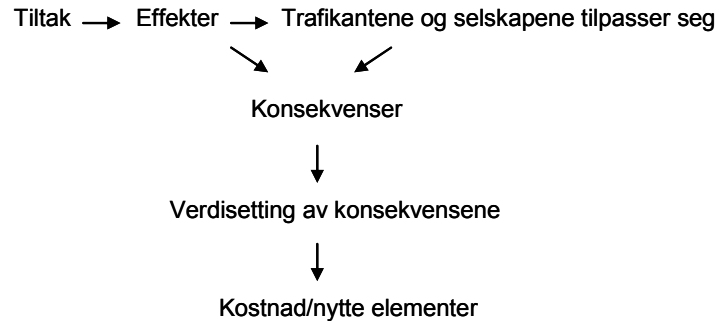 Tiltak → Effekter → Trafikantene og selskapene tilpasser seg
Konsekvenser
Verdisetting av konsekvensene
Kostnad/nytte elementer